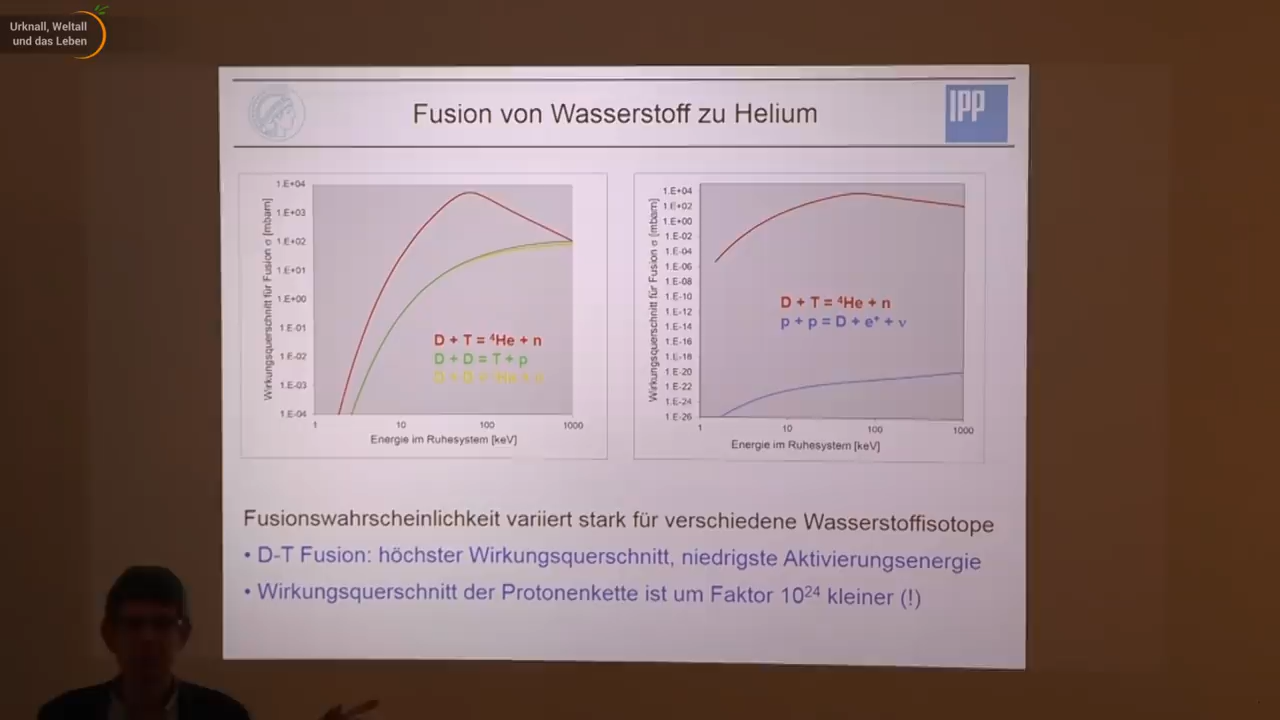 Urknall, Weltall
und das Leben
Fusion von Wasserstoff zu Helium
IPP
Wirkungsquerschnitt für Fusion σ [mbarn]
1.E+04
1.E+03
1.E+02
1.E+01
1.E+00
1.E-01
1.E-02
1.E-03
1.E-04
D + T = ⁴He + n
D + D = T + p
1
10
100
1000
Energie im Ruhesystem [keV]
Wirkungsquerschnitt für Fusion σ [mbarn]
1.E+04
1.E+02
1.E+00
1.E-02
1.E-04
1.E-06
1.E-08
1.E-10
1.E-12
1.E-14
1.E-16
1.E-18
1.E-20
1.E-22
1.E-24
1.E-26
D + T = ⁴He + n
p + p = D + e⁺ + ν
1
10
100
1000
Energie im Ruhesystem [keV]
Fusionswahrscheinlichkeit variiert stark für verschiedene Wasserstoffisotope
• D-T Fusion: höchster Wirkungsquerschnitt, niedrigste Aktivierungsenergie
• Wirkungsquerschnitt der Protonenkette ist um Faktor 10²⁴ kleiner (!)